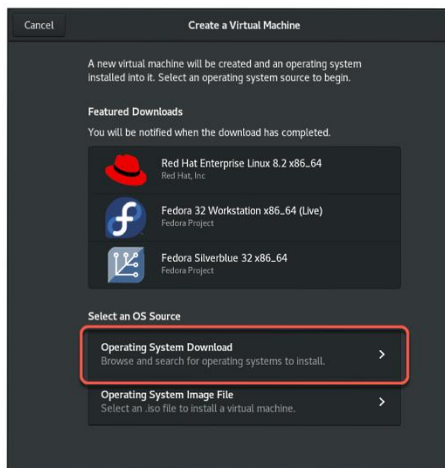 Cancel
Create a Virtual Machine
A new virtual machine will be created and an operating system
installed into it. Select an operating system source to begin.
Featured Downloads
You will be notified when the download has completed.
Red Hat Enterprise Linux 8.2 x86_64
Red Hat, Inc
Fedora 32 Workstation x86_64 (Live)
Fedora Project
Fedora Silverblue 32 x86_64
Fedora Project
Select an OS Source
Operating System Download
Browse and search for operating systems to install.
Operating System Image File
Select an .iso file to install a virtual machine.